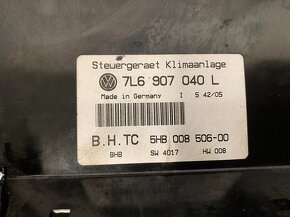 Steuergeraet Klimaanlage
7L6 907 040 L
Made in Germany I S 42/05
B.H.TC 5HB 008 506-00
BHB SW 4017 HW 008